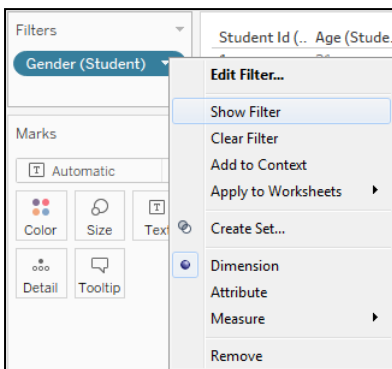 Filters
Student Id (.. Age (Stude.
Gender (Student)
Edit Filter...
Show Filter
Clear Filter
Add to Context
Apply to Worksheets
Create Set...
Dimension
Attribute
Measure
Remove
Marks
T Automatic
Color Size Text
Detail Tooltip